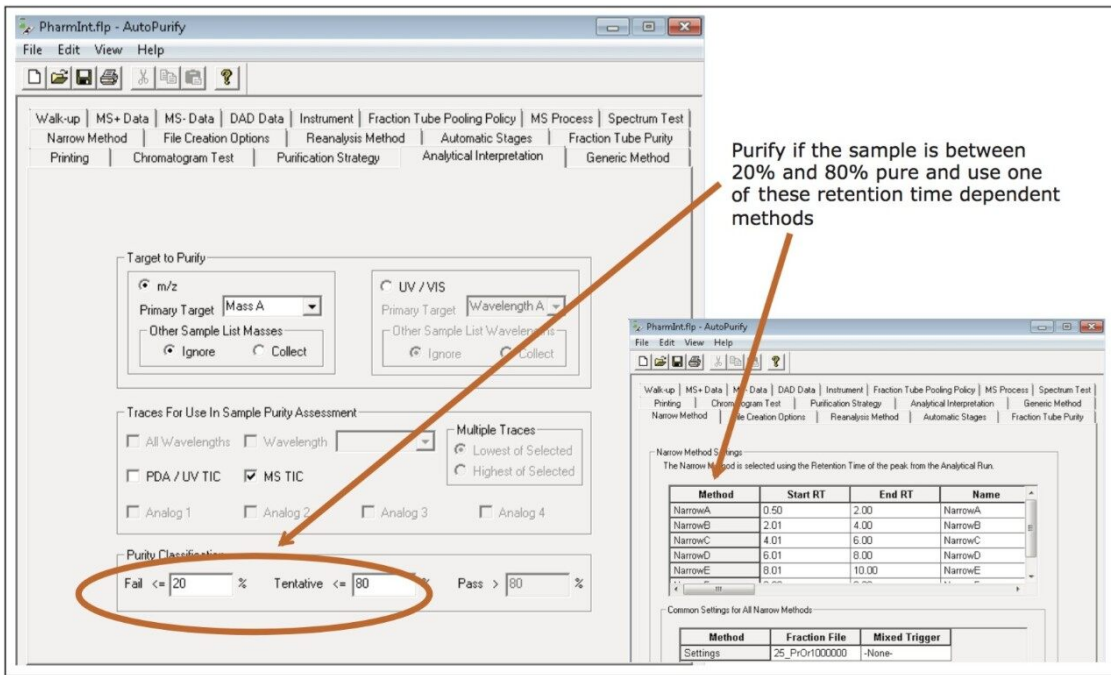 PharmInt.flp - AutoPurify
File Edit View Help
Walk-up MS+ Data MS- Data DAD Data Instrument Fraction Tube Pooling Policy MS Process Spectrum Test
Narrow Method File Creation Options Reanalysis Method Automatic Stages Fraction Tube Purity
Printing Chromatogram Test Purification Strategy Analytical Interpretation Generic Method
Target to Purify
m/z
Primary Target Mass A
Other Sample List Masses
Ignore Collect
UV / VIS
Primary Target Wavelength A
Other Sample List Wavelengths
Ignore Collect
Traces For Use In Sample Purity Assessment
All Wavelengths Wavelength
PDA / UV TIC MS TIC
Multiple Traces
Lowest of Selected
Highest of Selected
Analog 1 Analog 2 Analog 3 Analog 4
Purity Classification
Fail <= 20 % Tentative <= 80 % Pass > 80 %
Purify if the sample is between
20% and 80% pure and use one
of these retention time dependent
methods
PharmInt.flp - AutoPurify
File Edit View Help
Walk-up MS+ Data Data DAD Data Instrument Fraction Tube Pooling Policy MS Process Spectrum Test
Printing Chromatogram Test Purification Strategy Analytical Interpretation Generic Method
Narrow Method File Creation Options Reanalysis Method Automatic Stages Fraction Tube Purity
Narrow Method Settings
The Narrow Method is selected using the Retention Time of the peak from the Analytical Run.
Method Start RT End RT Name
NarrowA 0.50 2.00 NarrowA
NarrowB 2.01 4.00 NarrowB
NarrowC 4.01 6.00 NarrowC
NarrowD 6.01 8.00 NarrowD
NarrowE 8.01 10.00 NarrowE
Common Settings for All Narrow Methods
Method Fraction File Mixed Trigger
Settings 25_PrOr1000000 -None-